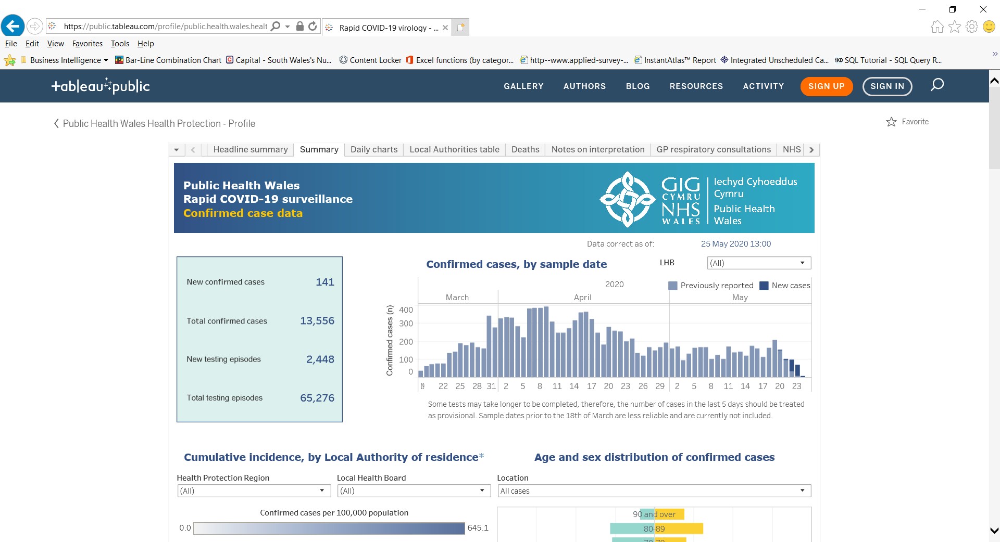 https://public.tableau.com/profile/public.health.wales.healt
Rapid COVID-19 virology - ...
File Edit View Favorites Tools Help
Business Intelligence Bar-Line Combination Chart Capital - South Wales's Nu... Content Locker Excel functions (by categor... http--www.applied-survey-... InstantAtlas™ Report Integrated Unscheduled Ca... 1KD SQL Tutorial - SQL Query R...
+ableau public GALLERY AUTHORS BLOG RESOURCES ACTIVITY SIGN UP SIGN IN
Public Health Wales Health Protection - Profile
Favorite
Headline summary Summary Daily charts Local Authorities table Deaths Notes on interpretation GP respiratory consultations NHS
Public Health Wales
Rapid COVID-19 surveillance
Confirmed case data
GIG
CYMRU
NHS
WALES
Iechyd Cyhoeddus
Cymru
Public Health
Wales
Data correct as of: 25 May 2020 13:00
New confirmed cases 141
Total confirmed cases 13,556
New testing episodes 2,448
Total testing episodes 65,276
Confirmed cases, by sample date
LHB (All)
2020
Previously reported New cases
March April May
Confirmed cases (n)
400
300
200
100
0
19 22 25 28 31 2 5 8 11 14 17 20 23 26 29 2 5 8 11 14 17 20 23
Some tests may take longer to be completed, therefore, the number of cases in the last 5 days should be treated
as provisional. Sample dates prior to the 18th of March are less reliable and are currently not included.
Cumulative incidence, by Local Authority of residence*
Health Protection Region Local Health Board
(All) (All)
Confirmed cases per 100,000 population
0.0 645.1
Age and sex distribution of confirmed cases
Location
All cases
90 and over
80-89
70-79